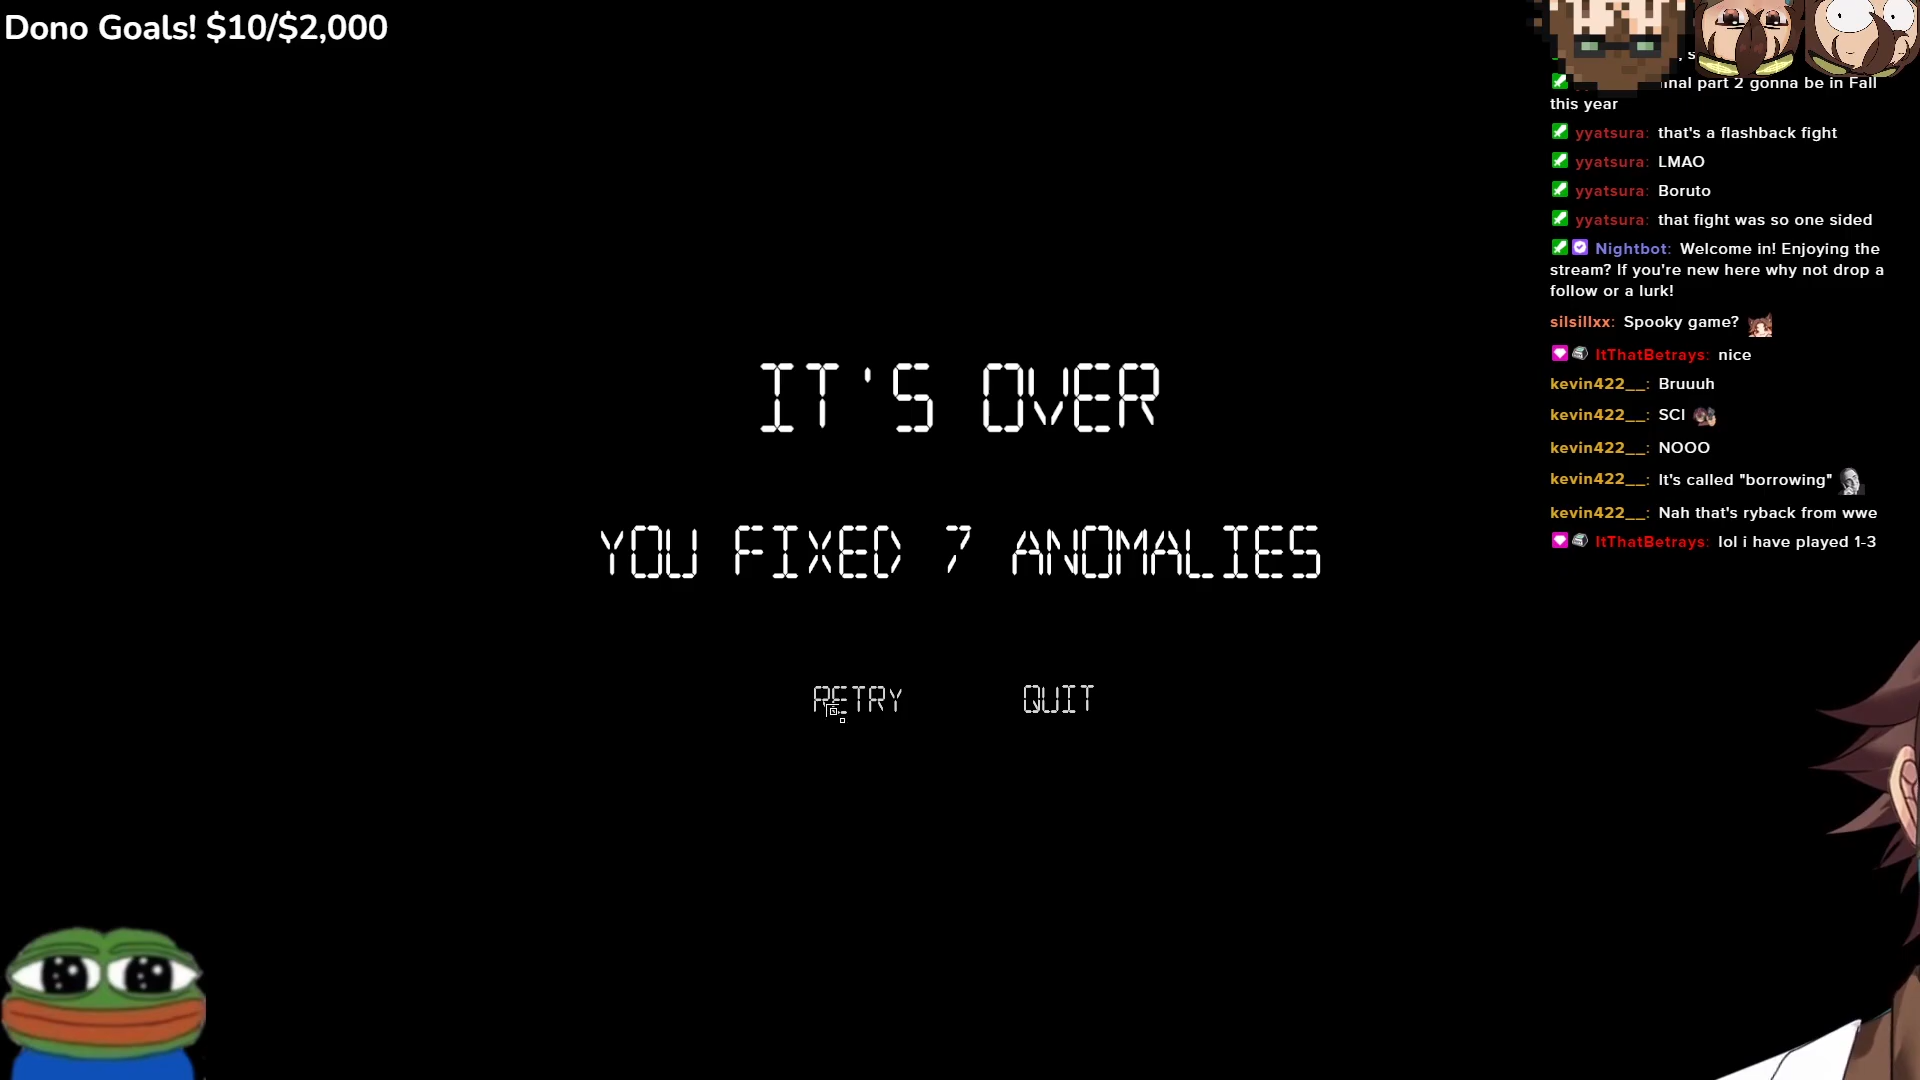 Dono Goals! $10/$2,000
part 2 gonna be in Fall
this year
yyatsura: that's a flashback fight
yyatsura: LMAO
yyatsura: Boruto
yyatsura: that fight was so one sided
Nightbot: Welcome in! Enjoying the
stream? If you're new here why not drop a
follow or a lurk!
silsillxx: Spooky game?
ItThatBetrays: nice
kevin422__: Bruuuh
kevin422__: SCI
kevin422__: NOOO
kevin422__: It's called "borrowing"
kevin422__: Nah that's ryback from wwe
ItThatBetrays: lol i have played 1-3
IT'S OVER
YOU FIXED 7 ANOMALIES
RETRY QUIT